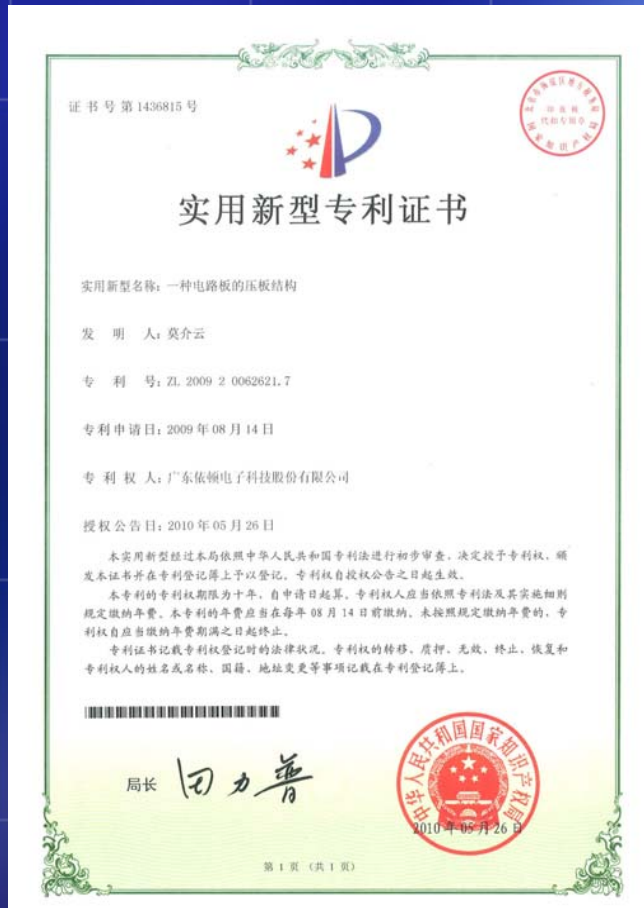 证书号第1436815号
印花税
代扣专用章
国家知识产权局
实用新型专利证书
实用新型名称：一种电路板的压板结构
发 明 人：莫介云
专 利 号：ZL 2009 2 0062621.7
专利申请日：2009年08月14日
专 利 权 人：广东依顿电子科技股份有限公司
授权公告日：2010年05月26日
本实用新型经过本局依照中华人民共和国专利法进行初步审查，决定授予专利权，颁
发本证书并在专利登记簿上予以登记。专利权自授权公告之日起生效。
本专利的专利权期限为十年，自申请日起算。专利权人应当依照专利法及其实施细则
规定缴纳年费。本专利的年费应当在每年08月14日前缴纳。未按照规定缴纳年费的，专
利权自应当缴纳年费期满之日起终止。
专利证书记载专利权登记时的法律状况。专利权的转移、质押、无效、终止、恢复和
专利权人的姓名或名称、国籍、地址变更等事项记载在专利登记簿上。
局长 田力普
中华人民共和国国家知识产权局
2010年05月26日
第1页（共1页）